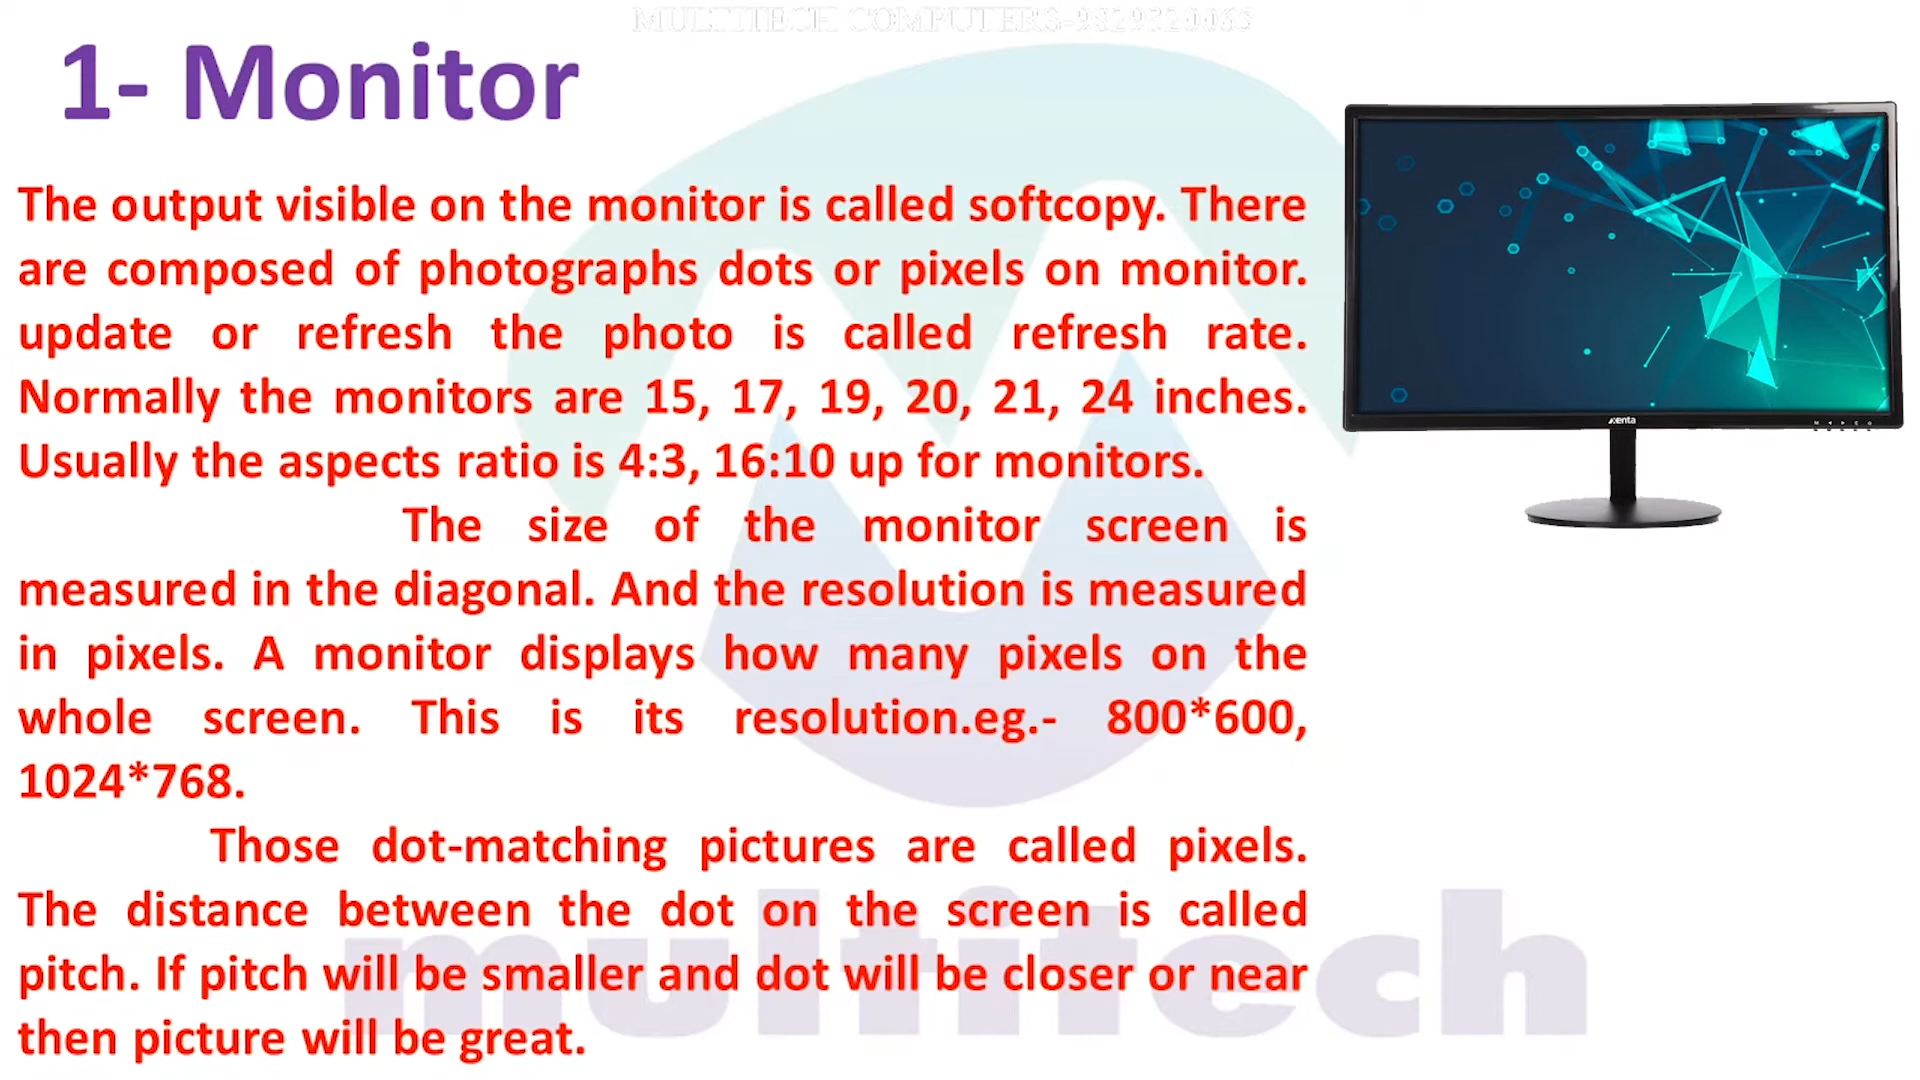 MULTITECH COMPUTERS-9829320065
1- Monitor
The output visible on the monitor is called softcopy. There
are composed of photographs dots or pixels on monitor.
update or refresh the photo is called refresh rate.
Normally the monitors are 15, 17, 19, 20, 21, 24 inches.
Usually the aspects ratio is 4:3, 16:10 up for monitors.
The size of the monitor screen is
measured in the diagonal. And the resolution is measured
in pixels. A monitor displays how many pixels on the
whole screen. This is its resolution.eg.- 800*600,
1024*768.
Those dot-matching pictures are called pixels.
The distance between the dot on the screen is called
pitch. If pitch will be smaller and dot will be closer or near
then picture will be great.
xenta
multitech